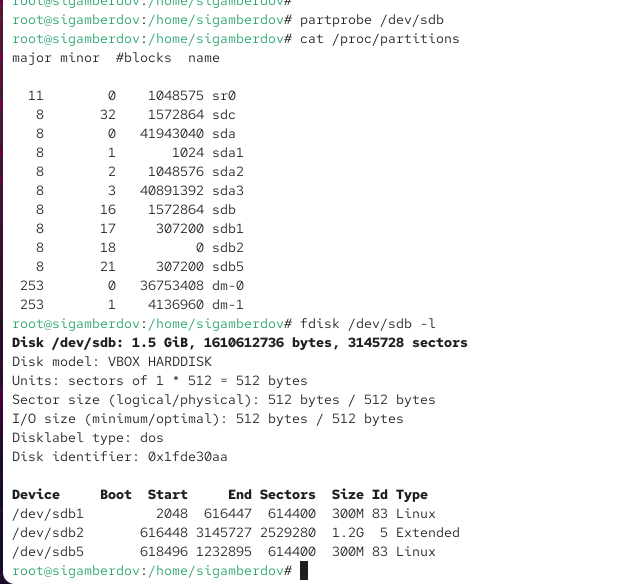 root@sigamberdov:/home/sigamberdov#
root@sigamberdov:/home/sigamberdov# partprobe /dev/sdb
root@sigamberdov:/home/sigamberdov# cat /proc/partitions
major minor  #blocks  name

  11        0    1048575 sr0
   8       32    1572864 sdc
   8        0   41943040 sda
   8        1       1024 sda1
   8        2    1048576 sda2
   8        3   40891392 sda3
   8       16    1572864 sdb
   8       17     307200 sdb1
   8       18          0 sdb2
   8       21     307200 sdb5
 253        0   36753408 dm-0
 253        1    4136960 dm-1
root@sigamberdov:/home/sigamberdov# fdisk /dev/sdb -l
Disk /dev/sdb: 1.5 GiB, 1610612736 bytes, 3145728 sectors
Disk model: VBOX HARDDISK
Units: sectors of 1 * 512 = 512 bytes
Sector size (logical/physical): 512 bytes / 512 bytes
I/O size (minimum/optimal): 512 bytes / 512 bytes
Disklabel type: dos
Disk identifier: 0x1fde30aa

Device     Boot  Start     End Sectors  Size Id Type
/dev/sdb1         2048  616447  614400  300M 83 Linux
/dev/sdb2       616448 3145727 2529280  1.2G  5 Extended
/dev/sdb5       618496 1232895  614400  300M 83 Linux
root@sigamberdov:/home/sigamberdov#